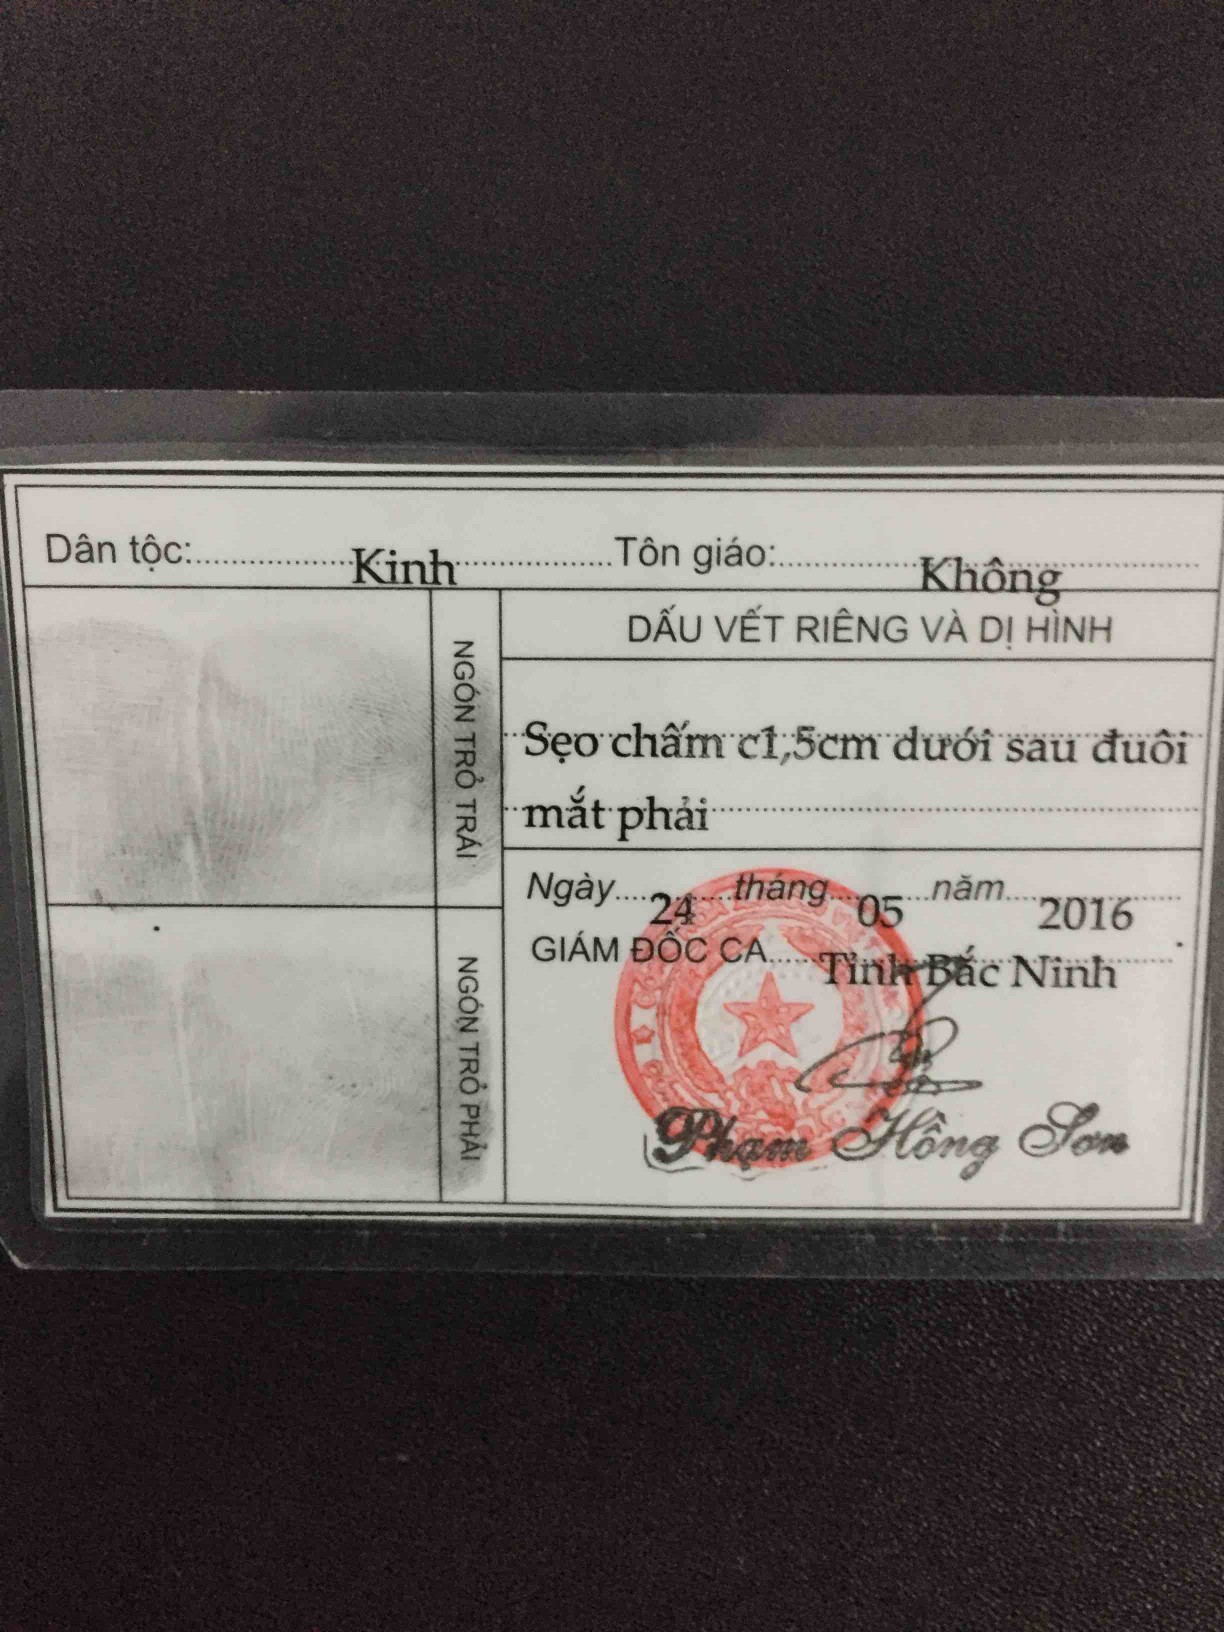 Dân tộc: Kinh Tôn giáo: Không
NGÓN TRỎ TRÁI
DẤU VẾT RIÊNG VÀ DỊ HÌNH
Sẹo chấm c1,5cm dưới sau đuôi
mắt phải
NGÓN TRỎ PHẢI
Ngày 24 tháng 05 năm 2016
GIÁM ĐỐC CA Tỉnh Bắc Ninh
Phạm Hồng Sơn